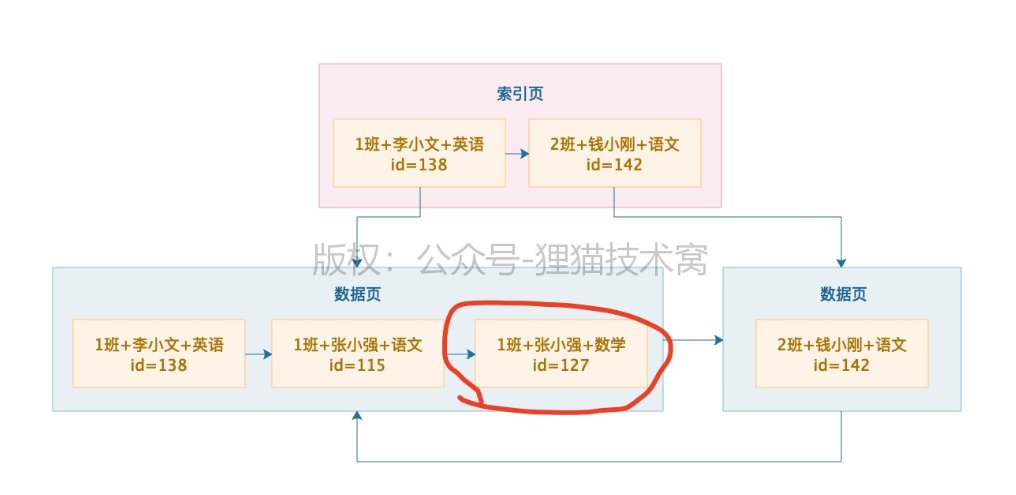 索引页
1班+李小文+英语
id=138
2班+钱小刚+语文
id=142
版权：公众号-狸猫技术窝
数据页
1班+李小文+英语
id=138
1班+张小强+语文
id=115
1班+张小强+数学
id=127
数据页
2班+钱小刚+语文
id=142